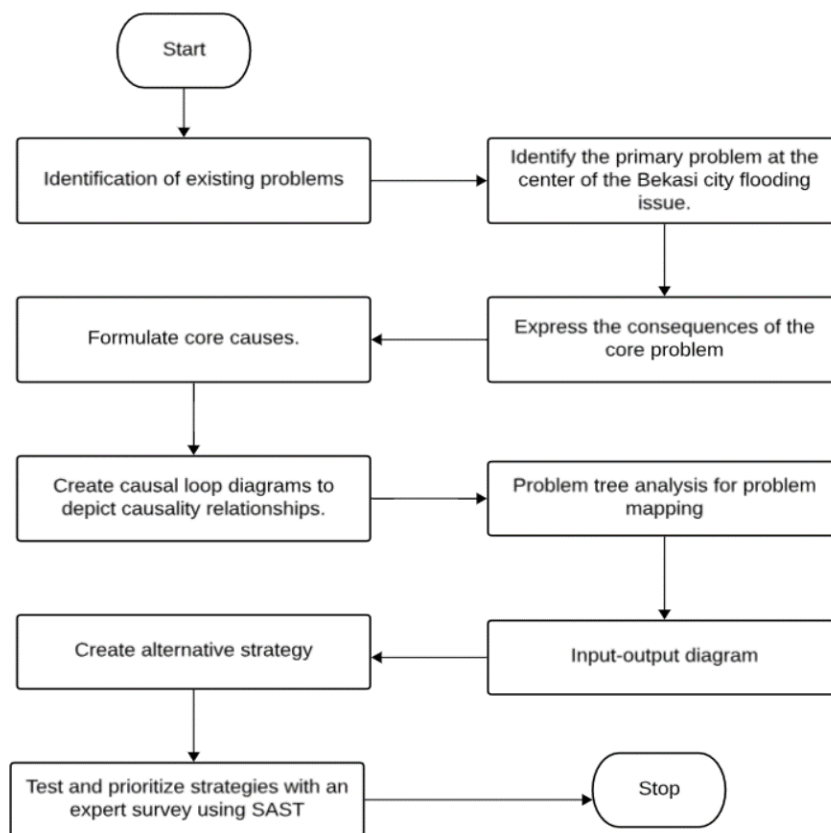 Start
Identification of existing problems
Identify the primary problem at the
center of the Bekasi city flooding
issue.
Express the consequences of the
core problem
Formulate core causes.
Create causal loop diagrams to
depict causality relationships.
Problem tree analysis for problem
mapping
Input-output diagram
Create alternative strategy
Test and prioritize strategies with an
expert survey using SAST
Stop